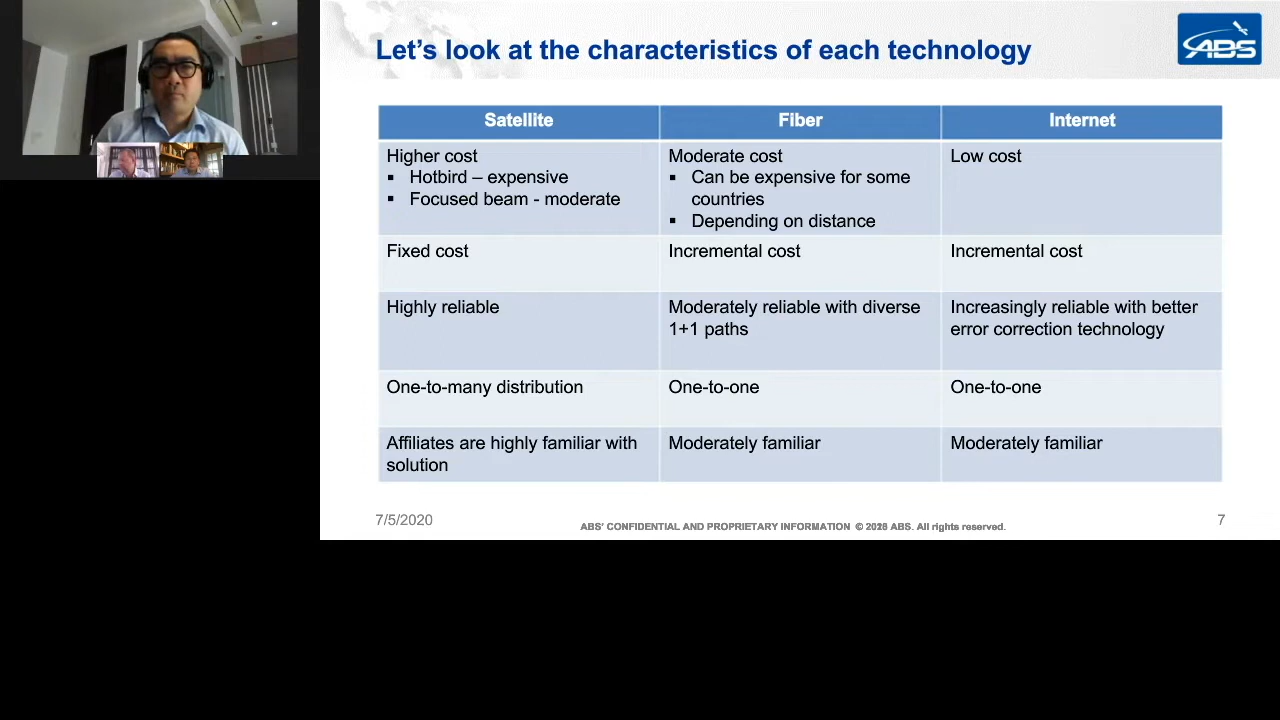 Let's look at the characteristics of each technology
ABS
Satellite
Fiber
Internet
Higher cost
▪ Hotbird – expensive
▪ Focused beam - moderate
Moderate cost
▪ Can be expensive for some
countries
▪ Depending on distance
Low cost
Fixed cost
Incremental cost
Incremental cost
Highly reliable
Moderately reliable with diverse
1+1 paths
Increasingly reliable with better
error correction technology
One-to-many distribution
One-to-one
One-to-one
Affiliates are highly familiar with
solution
Moderately familiar
Moderately familiar
7/5/2020
ABS' CONFIDENTIAL AND PROPRIETARY INFORMATION © ABS. All rights reserved.
7